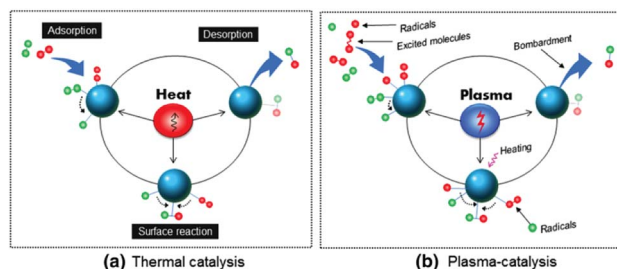 Adsorption
Desorption
Heat
Surface reaction
(a) Thermal catalysis
Radicals
Excited molecules
Bombardment
Plasma
Heating
Radicals
(b) Plasma-catalysis